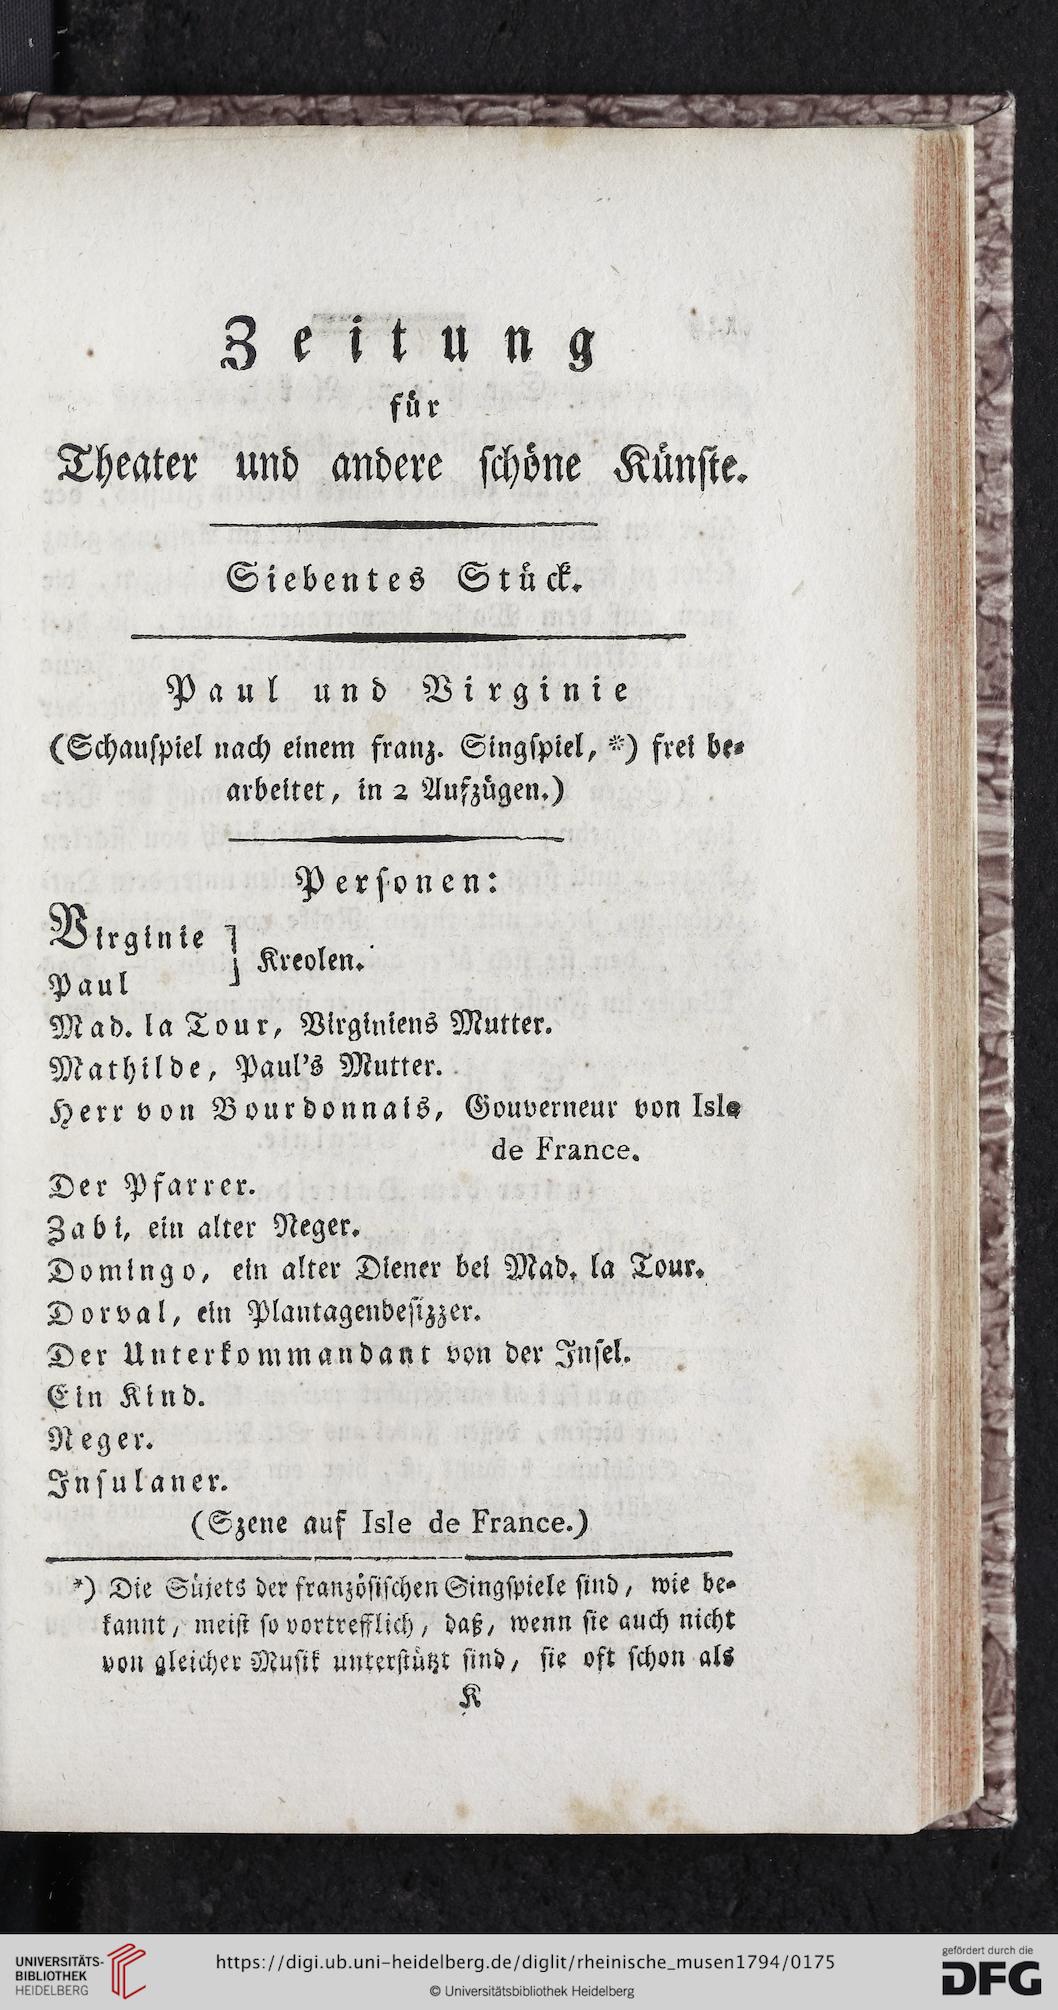 Zeitung
für
Theater und andere schöne Künste.
Siebentes Stück.
Paul und Virginie
(Schauspiel nach einem franz. Singspiel, *) frei be-
arbeitet, in 2 Aufzügen.)
Personen:
Virginie
Paul
] Kreolen.
Mad. la Tour, Virginiens Mutter.
Mathilde, Paul's Mutter.
Herr von Bourdonnais, Gouverneur von Isle
de France.
Der Pfarrer.
Zabi, ein alter Neger.
Domingo, ein alter Diener bei Mad. la Tour.
Dorval, ein Plantagenbesizzer.
Der Unterkommandant von der Insel.
Ein Kind.
Neger.
Insulaner.
(Szene auf Isle de France.)
*) Die Süjets der französischen Singspiele sind, wie be-
kannt, meist so vortrefflich, daß, wenn sie auch nicht
von gleicher Musik unterstützt sind, sie oft schon als
K
UNIVERSITÄTS-
BIBLIOTHEK
HEIDELBERG
https://digi.ub.uni-heidelberg.de/diglit/rheinische_musen1794/0175
© Universitätsbibliothek Heidelberg
gefördert durch die
DFG